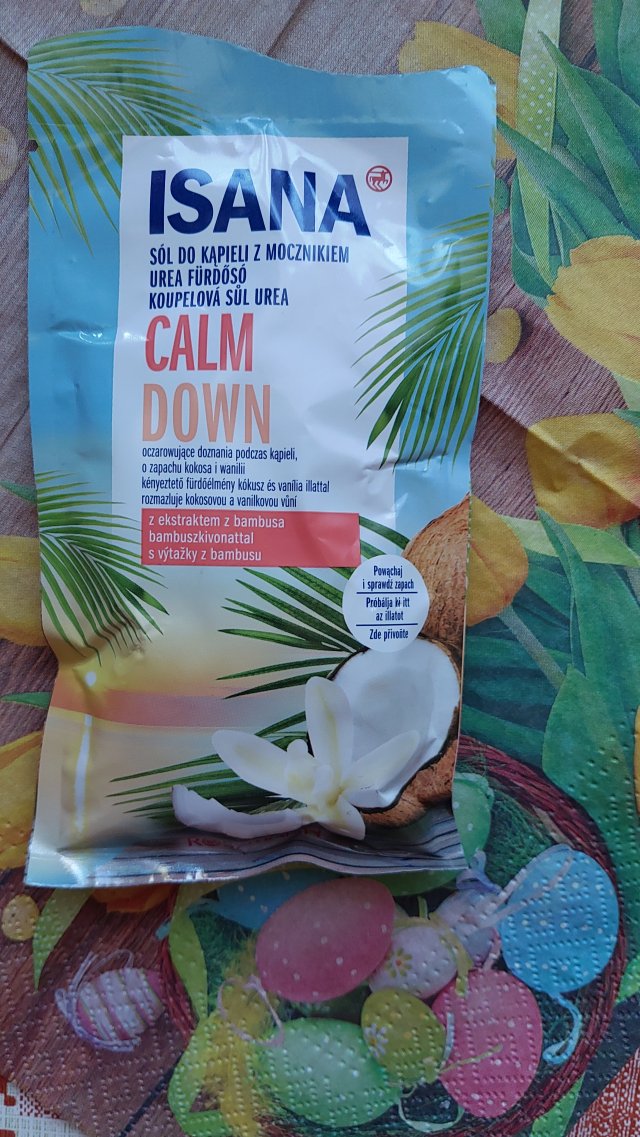 ISANA
SÓL DO KĄPIELI Z MOCZNIKIEM
UREA FÜRDŐSÓ
KOUPELOVÁ SŮL UREA
CALM
DOWN
oczarowujące doznania podczas kąpieli,
o zapachu kokosa i wanilii
kényeztető fürdőélmény kókusz és vanília illattal
rozmazluje kokosovou a vanilkovou vůní
z ekstraktem z bambusa
bambuszkivonattal
s výtažky z bambusu
Powąchaj
i sprawdź zapach
Próbálja ki itt
az illatot
Zde přivoňte